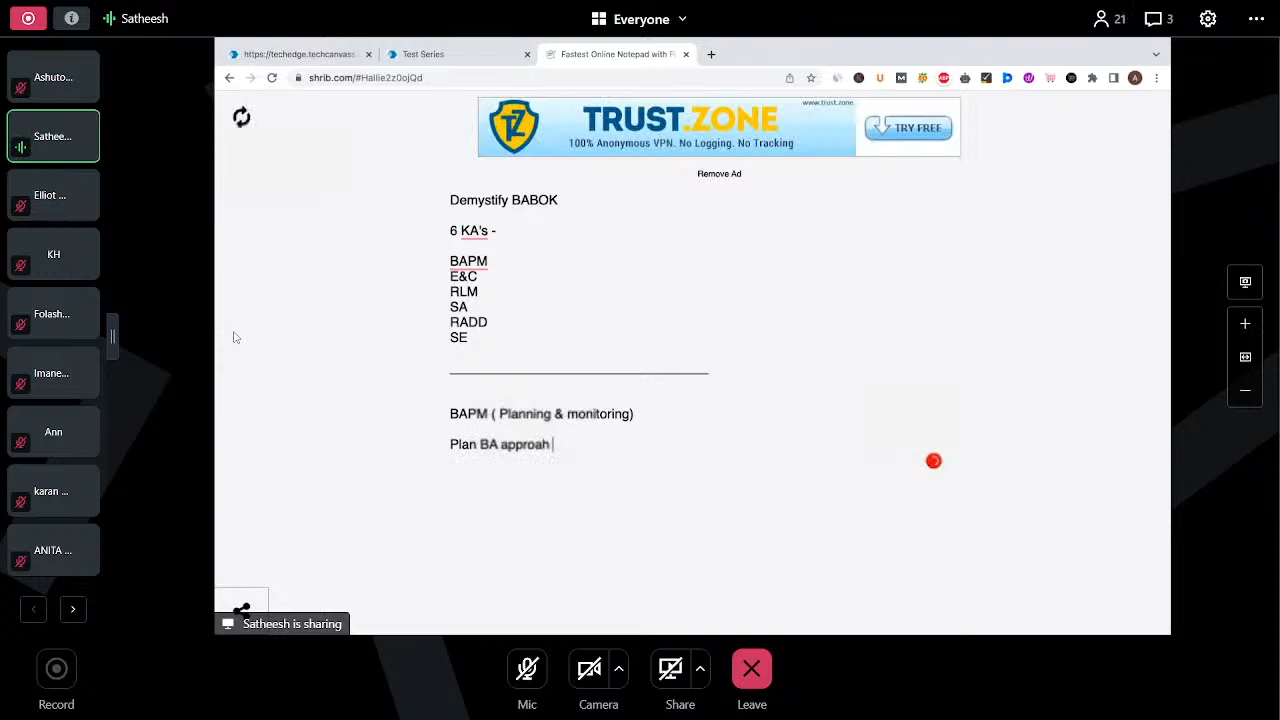 Satheesh
Everyone
21
3
Ashuto...
Sathee...
Elliot ...
KH
Folash...
Imane...
Ann
karan ...
ANITA ...
https://techedge.techcanvass
Test Series
Fastest Online Notepad with R
shrib.com/#Hallie2z0ojQd
TRUST.ZONE
www.trust.zone
100% Anonymous VPN. No Logging. No Tracking
TRY FREE
Remove Ad
Demystify BABOK
6 KA's -
BAPM
E&C
RLM
SA
RADD
SE
BAPM ( Planning & monitoring)
Plan BA approah
Satheesh is sharing
Record
Mic
Camera
Share
Leave